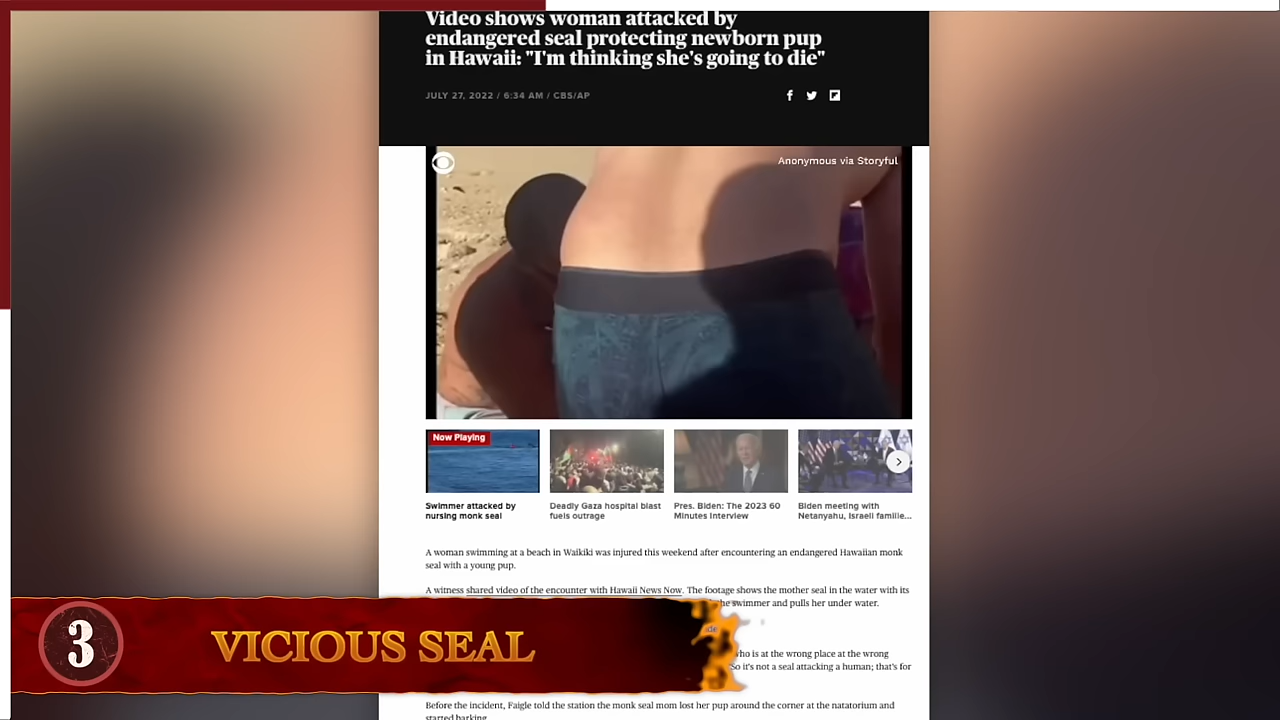 Video shows woman attacked by
endangered seal protecting newborn pup
in Hawaii: "I'm thinking she's going to die"
JULY 27, 2022 / 6:34 AM / CBS/AP
Anonymous via Storyful
Now Playing
Swimmer attacked by
nursing monk seal
Deadly Gaza hospital blast
fuels outrage
Pres. Biden: The 2023 60
Minutes Interview
Biden meeting with
Netanyahu, Israeli familie...
A woman swimming at a beach in Waikiki was injured this weekend after encountering an endangered Hawaiian monk
seal with a young pup.
A witness shared video of the encounter with Hawaii News Now. The footage shows the mother seal in the water with its
he swimmer and pulls her under water.
who is at the wrong place at the wrong
So it's not a seal attacking a human; that's for
3 VICIOUS SEAL
Before the incident, Faigle told the station the monk seal mom lost her pup around the corner at the natatorium and
started barking.